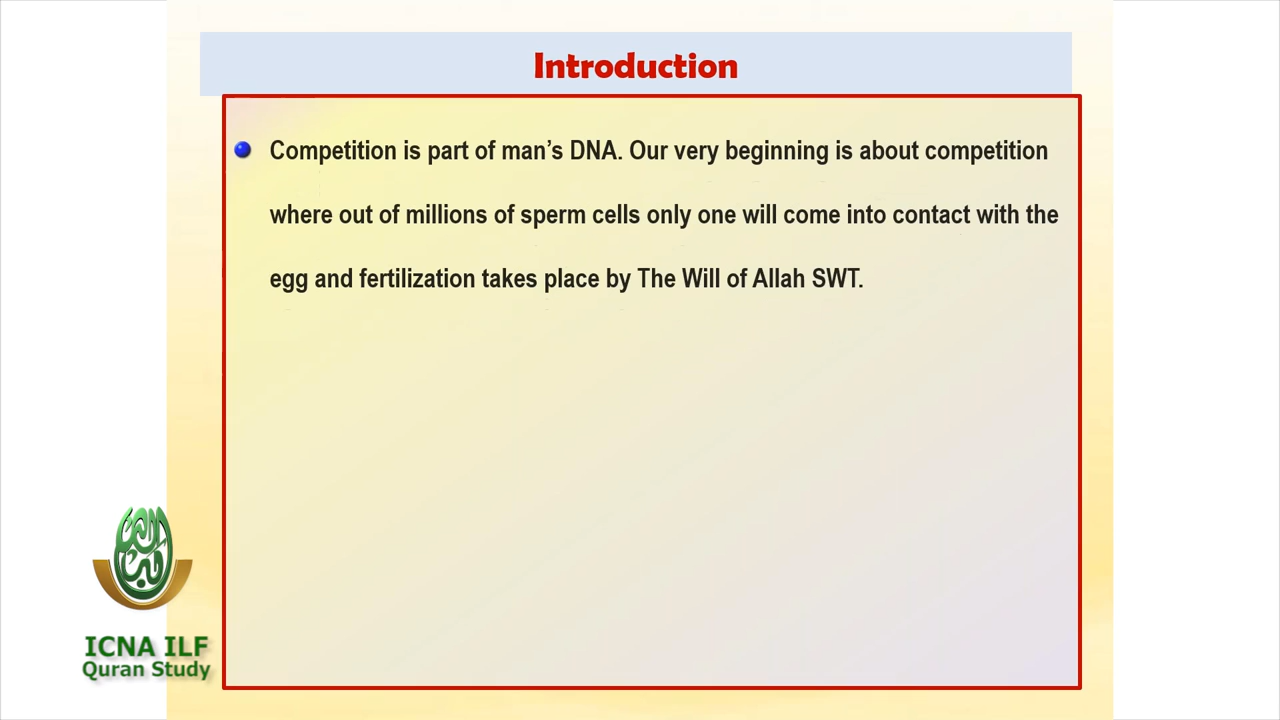 Introduction
Competition is part of man’s DNA. Our very beginning is about competition
where out of millions of sperm cells only one will come into contact with the
egg and fertilization takes place by The Will of Allah SWT.
ICNA ILF
Quran Study